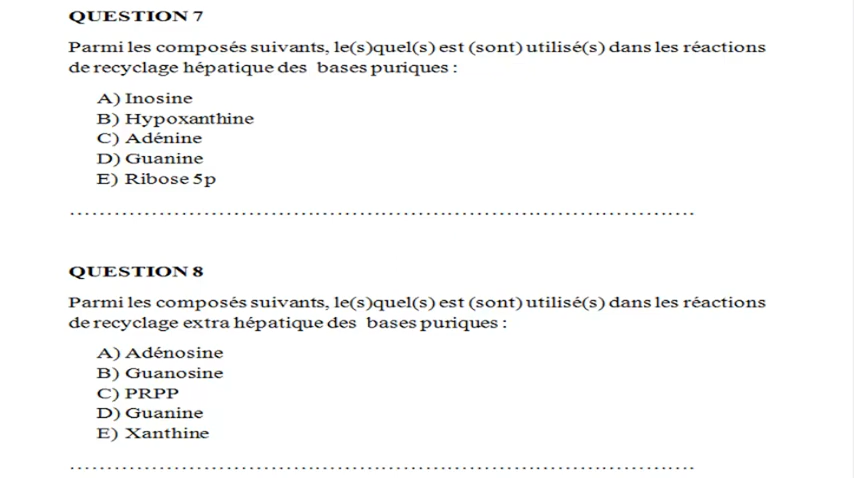 QUESTION 7
Parmi les composés suivants, le(s)quel(s) est (sont) utilisé(s) dans les réactions
de recyclage hépatique des bases puriques :
A) Inosine
B) Hypoxanthine
C) Adénine
D) Guanine
E) Ribose 5p
……………………………………………………………………………
QUESTION 8
Parmi les composés suivants, le(s)quel(s) est (sont) utilisé(s) dans les réactions
de recyclage extra hépatique des bases puriques :
A) Adénosine
B) Guanosine
C) PRPP
D) Guanine
E) Xanthine
……………………………………………………………………………